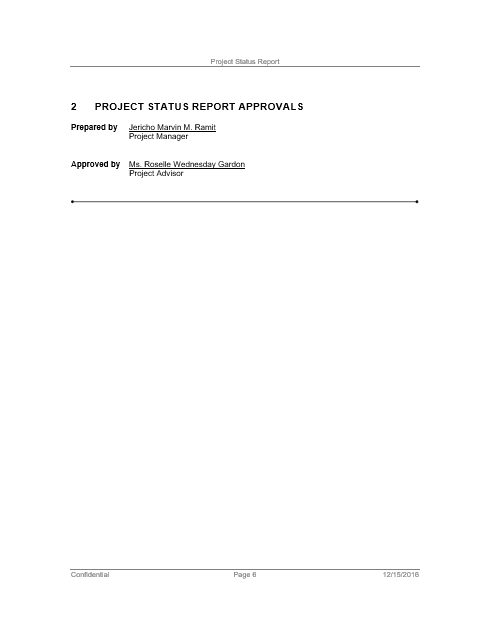 Project Status Report
2 PROJECT STATUS REPORT APPROVALS
Prepared by Jericho Marvin M. Ramit
Project Manager
Approved by Ms. Roselle Wednesday Gardon
Project Advisor
Confidential Page 6 12/15/2016